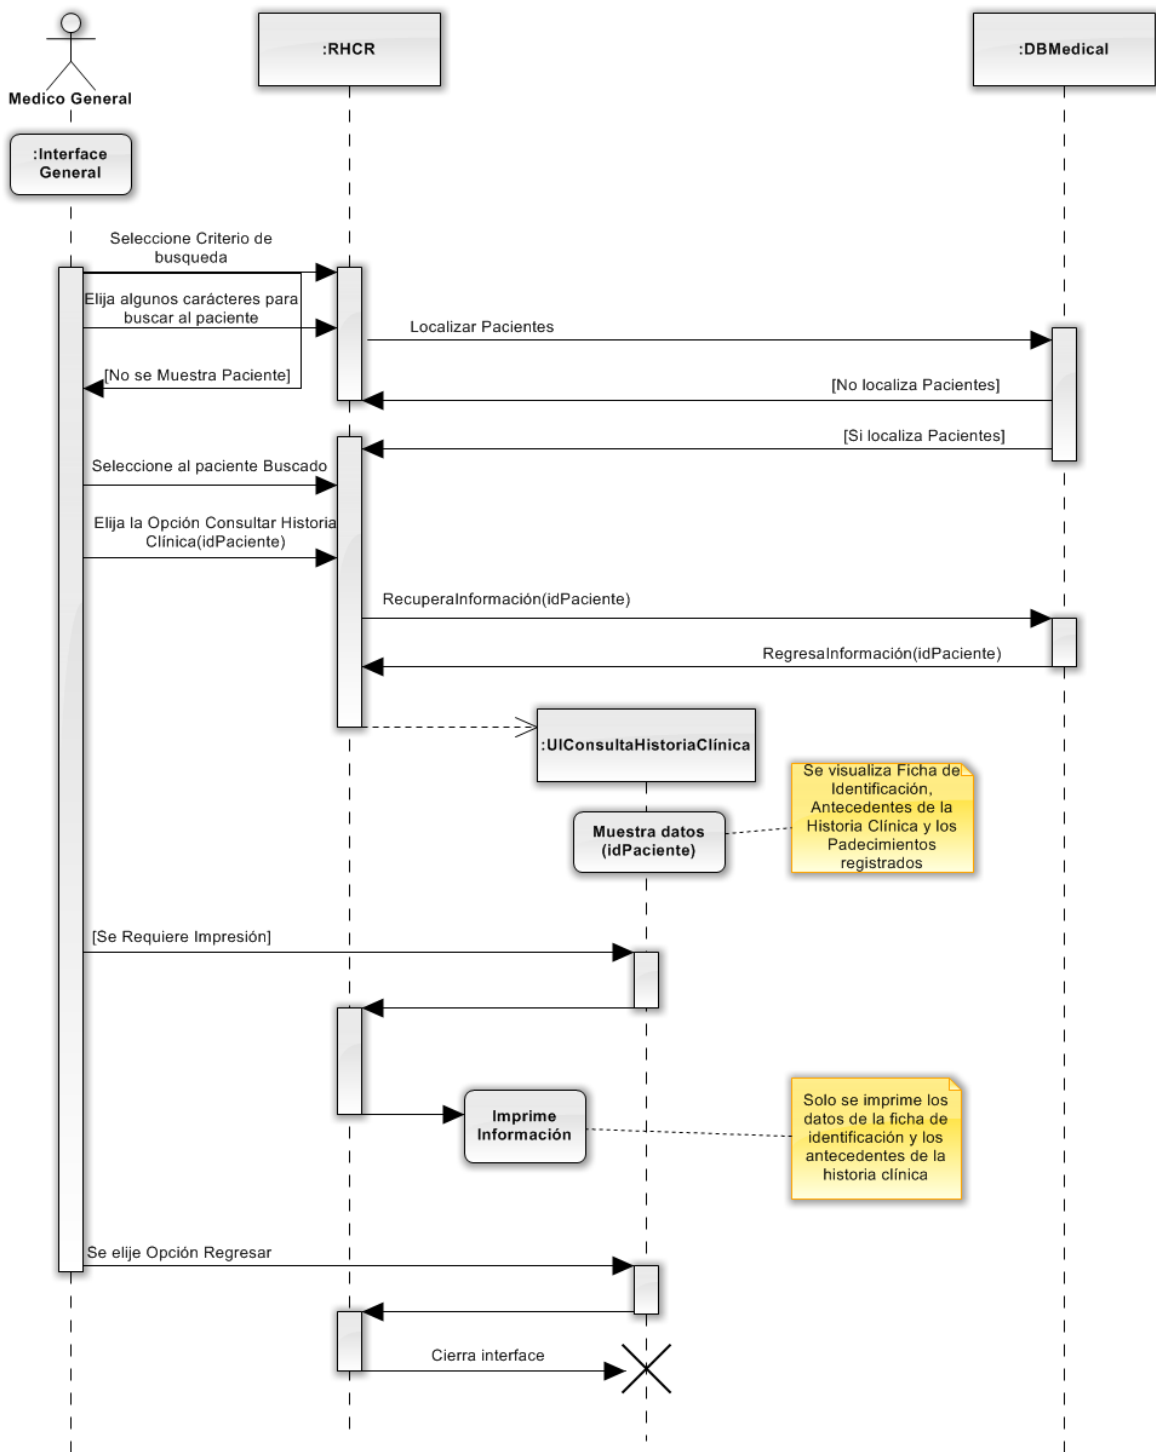 :RHCR
:DBMedical
Medico General
:Interface
General
Seleccione Criterio de
busqueda
Elija algunos carácteres para
buscar al paciente
Localizar Pacientes
[No se Muestra Paciente]
[No localiza Pacientes]
[Si localiza Pacientes]
Seleccione al paciente Buscado
Elija la Opción Consultar Historia
Clínica(idPaciente)
RecuperaInformación(idPaciente)
RegresaInformación(idPaciente)
:UIConsultaHistoriaClínica
Se visualiza Ficha de
Identificación,
Antecedentes de la
Historia Clínica y los
Padecimientos
registrados
Muestra datos
(idPaciente)
[Se Requiere Impresión]
Imprime
Información
Solo se imprime los
datos de la ficha de
identificación y los
antecedentes de la
historia clínica
Se elije Opción Regresar
Cierra interface